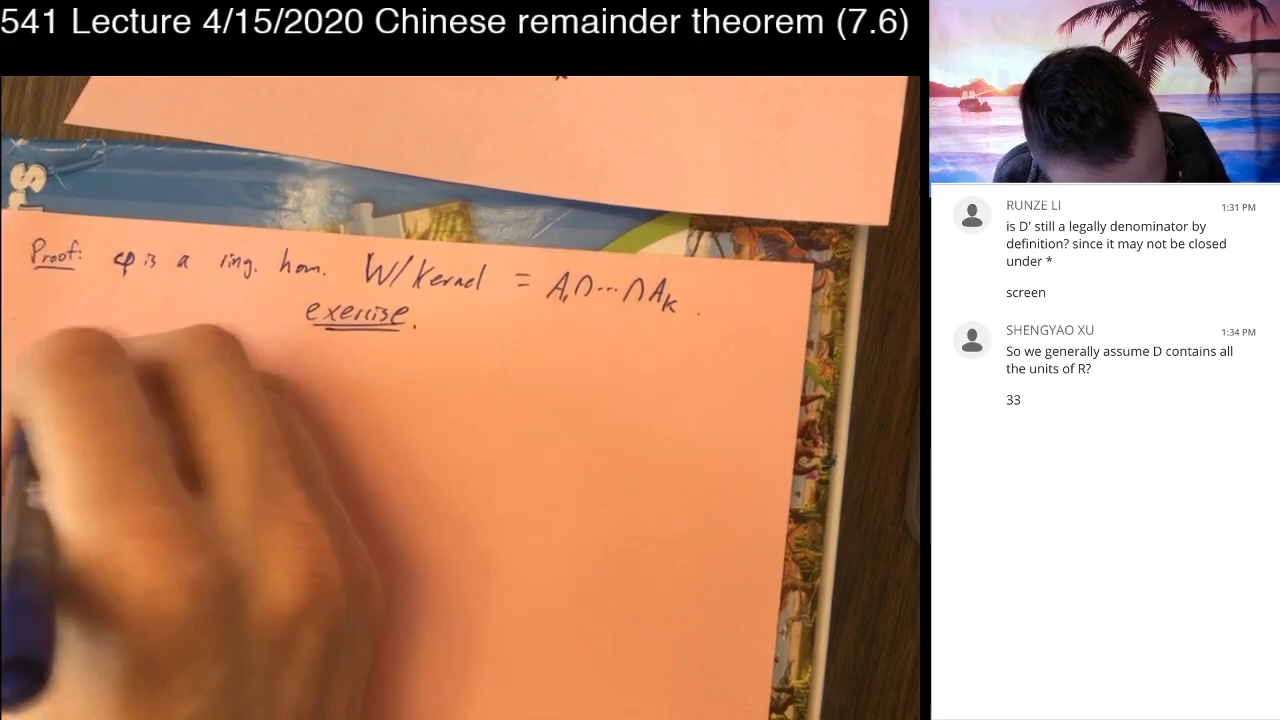 541 Lecture 4/15/2020 Chinese remainder theorem (7.6)
Proof: φ is a ring. hom. W/ Kernel = A₁∩···∩Aₖ.
exercise.
RUNZE LI 1:31 PM
is D' still a legally denominator by
definition? since it may not be closed
under *
screen
SHENGYAO XU 1:34 PM
So we generally assume D contains all
the units of R?
33